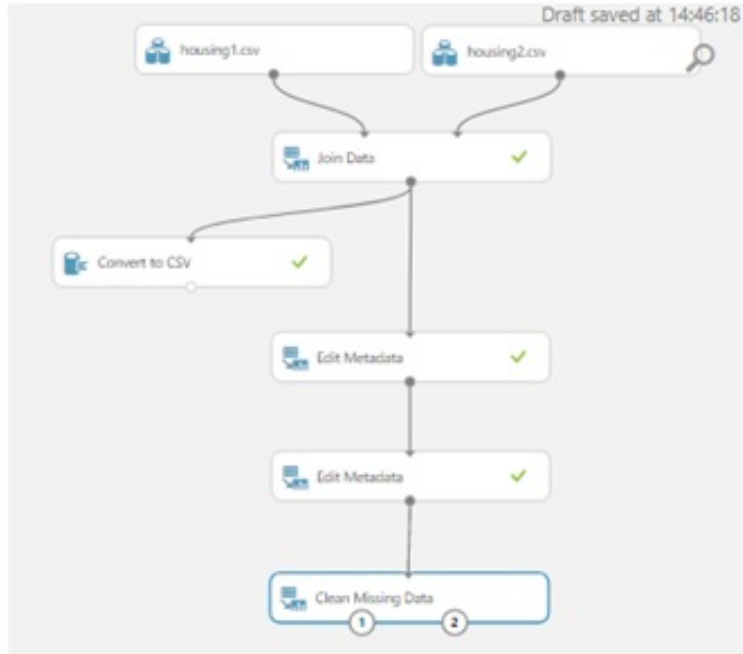 Draft saved at 14:46:18
housing1.csv
housing2.csv
Join Data
Convert to CSV
Edit Metadata
Edit Metadata
Clean Missing Data
1 2